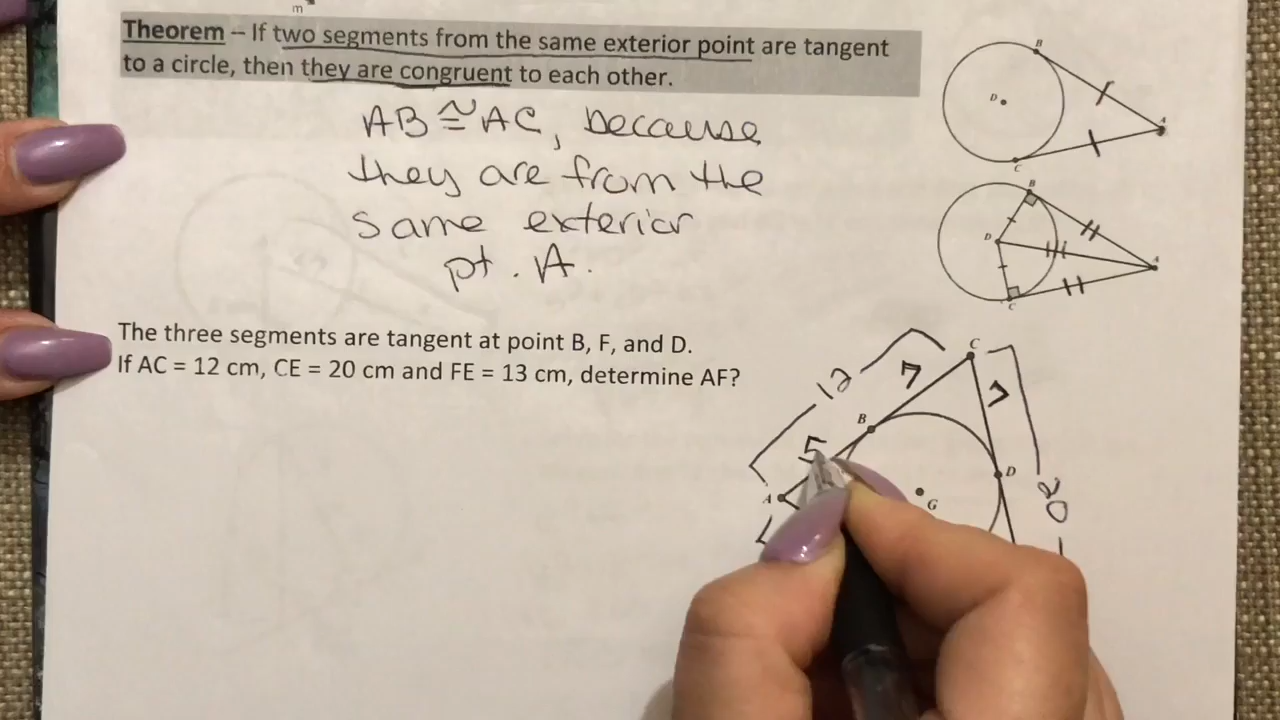 m
Theorem – If two segments from the same exterior point are tangent
to a circle, then they are congruent to each other.
AB ≅ AC, because
they are from the
same exterior
pt. A.
B
D
A
C
B
D
A
C
The three segments are tangent at point B, F, and D.
If AC = 12 cm, CE = 20 cm and FE = 13 cm, determine AF?
C
12
7
7
B
5
D
A
G
20